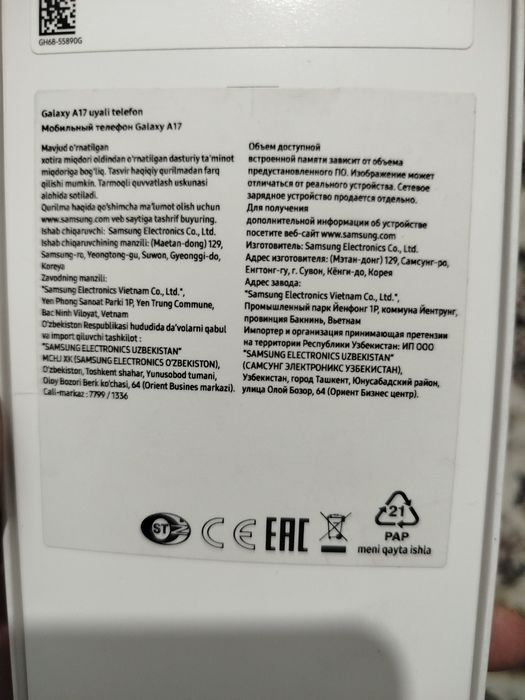 GH68-55890G
Galaxy A17 uyali telefon
Мобильный телефон Galaxy A17
Mavjud o'rnatilgan
xotira miqdori oldindan o'rnatilgan dasturiy ta'minot
miqdoriga bog'liq. Tasvir haqiqiy qurilmadan farq
qilishi mumkin. Tarmoqli quvvatlash uskunasi
alohida sotiladi.
Qurilma haqida qo'shimcha ma'lumot olish uchun
www.samsung.com veb saytiga tashrif buyuring.
Ishab chiqaruvchi: Samsung Electronics Co., Ltd.
Ishab chiqaruvchining manzili: (Maetan-dong) 129,
Samsung-ro, Yeongtong-gu, Suwon, Gyeonggi-do,
Koreya
Zavodning manzili:
"Samsung Electronics Vietnam Co., Ltd.",
Yen Phong Sanoat Parki 1P, Yen Trung Commune,
Bac Ninh Viloyat, Vetnam
O'zbekiston Respublikasi hududida da'volarni qabul
va import qiluvchi tashkilot :
"SAMSUNG ELECTRONICS UZBEKISTAN"
MCHJ XK (SAMSUNG ELECTRONICS O'ZBEKISTON),
O'zbekiston, Toshkent shahar, Yunusobod tumani,
Oloy Bozori Berk ko'chasi, 64 (Orient Busines markazi).
Call-markaz : 7799 / 1336
Объем доступной
встроенной памяти зависит от объема
предустановленного ПО. Изображение может
отличаться от реального устройства. Сетевое
зарядное устройство продается отдельно.
Для получения
дополнительной информации об устройстве
посетите веб-сайт www.samsung.com
Изготовитель: Samsung Electronics Co., Ltd.
Адрес изготовителя: (Мэтан-донг) 129, Самсунг-ро,
Енгтонг-гу, г. Сувон, Кёнги-до, Корея
Адрес завода:
"Samsung Electronics Vietnam Co., Ltd.",
Промышленный парк Йенфонг 1Р, коммуна Йентрунг,
провинция Бакнинь, Вьетнам
Импортер и организация принимающая претензии
на территории Республики Узбекистан: ИП ООО
"SAMSUNG ELECTRONICS UZBEKISTAN"
(САМСУНГ ЭЛЕКТРОНИКС УЗБЕКИСТАН),
Узбекистан, город Ташкент, Юнусабадский район,
улица Олой Бозор, 64 (Ориент Бизнес центр).
ST
CE
EAC
21
PAP
meni qayta ishla